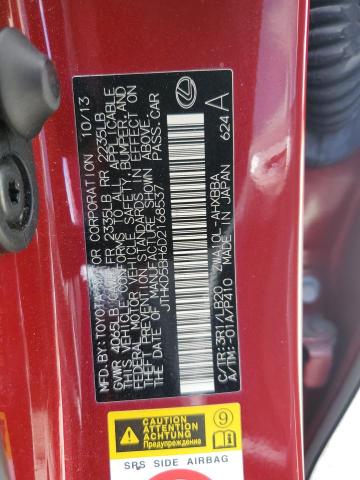 MFD.BY:TOYOTA MOTOR CORPORATION 10/13
GVWR 4065LB FR 2335LB RR 2235LB
THIS VEHICLE CONFORMS TO ALL APPLICABLE
FEDERAL MOTOR VEHICLE SAFETY, BUMPER, AND
THEFT PREVENTION STANDARDS IN EFFECT ON THE
DATE OF MANUFACTURE SHOWN ABOVE.
JTHKD5BH6D2168537 PASS.CAR
C/TR:3R1/LB20 ZWA10L-AHXBBA
A/TM:-01A/P410 MADE IN JAPAN 624
A
CAUTION
ATTENTION
ACHTUNG
Предупреждение
9
SRS SIDE AIRBAG